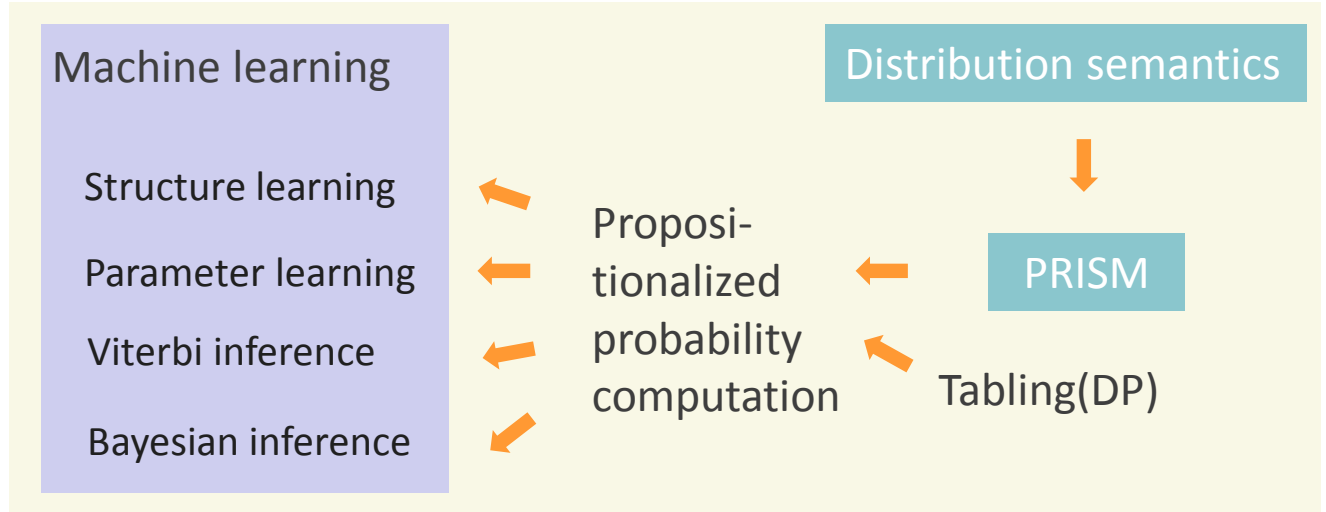 Machine learning
Structure learning
Parameter learning
Viterbi inference
Bayesian inference
Proposi-
tionalized
probability
computation
Distribution semantics
PRISM
Tabling(DP)